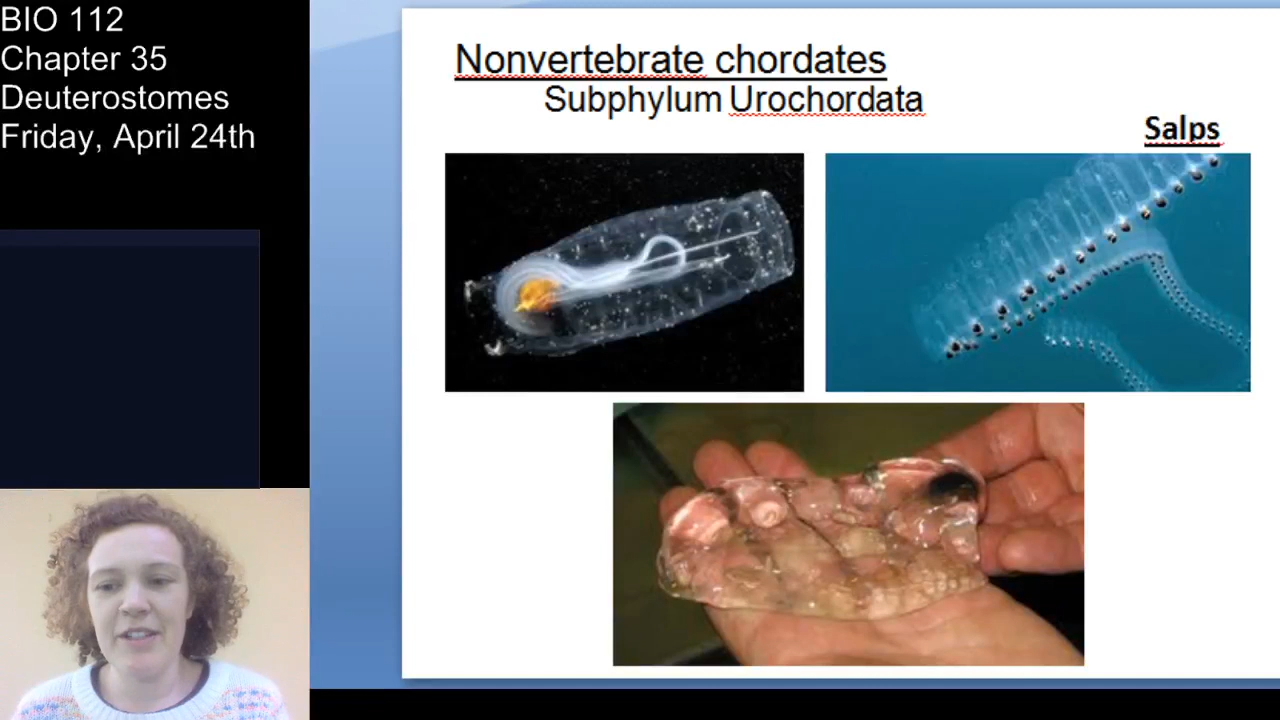 BIO 112
Chapter 35
Deuterostomes
Friday, April 24th
Nonvertebrate chordates
Subphylum Urochordata
Salps